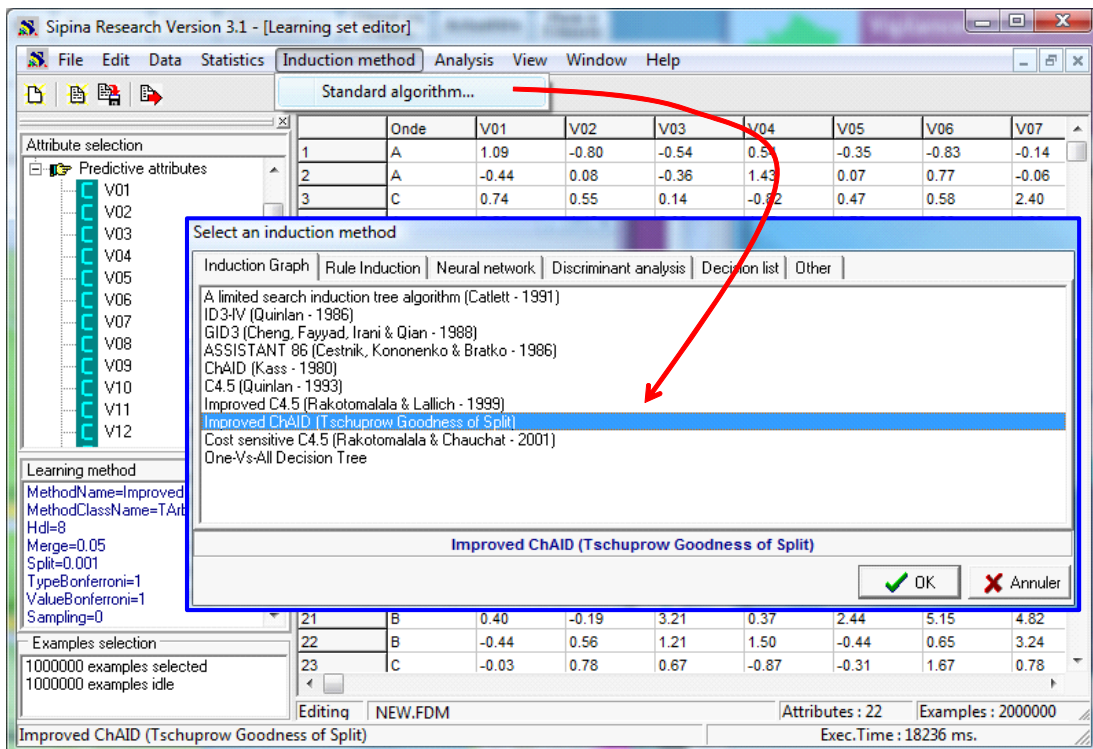 Sipina Research Version 3.1 - [Learning set editor]
File Edit Data Statistics Induction method Analysis View Window Help
Standard algorithm...
Attribute selection
Predictive attributes
V01
V02
V03
V04
V05
V06
V07
V08
V09
V10
V11
V12
Onde V01 V02 V03 V04 V05 V06 V07
1 A 1.09 -0.80 -0.54 0.54 -0.35 -0.83 -0.14
2 A -0.44 0.08 -0.36 1.43 0.07 0.77 -0.06
3 C 0.74 0.55 0.14 -0.82 0.47 0.58 2.40
Select an induction method
Induction Graph Rule Induction Neural network Discriminant analysis Decision list Other
A limited search induction tree algorithm (Catlett - 1991)
ID3-IV (Quinlan - 1986)
GID3 (Cheng, Fayyad, Irani & Qian - 1988)
ASSISTANT 86 (Cestnik, Kononenko & Bratko - 1986)
ChAID (Kass - 1980)
C4.5 (Quinlan - 1993)
Improved C4.5 (Rakotomalala & Lallich - 1999)
Improved ChAID (Tschuprow Goodness of Split)
Cost sensitive C4.5 (Rakotomalala & Chauchat - 2001)
One-Vs-All Decision Tree
Improved ChAID (Tschuprow Goodness of Split)
OK Annuler
Learning method
MethodName=Improved
MethodClassName=TArb
Hdl=8
Merge=0.05
Split=0.001
TypeBonferroni=1
ValueBonferroni=1
Sampling=0
21 B 0.40 -0.19 3.21 0.37 2.44 5.15 4.82
22 B -0.44 0.56 1.21 1.50 -0.44 0.65 3.24
23 C -0.03 0.78 0.67 -0.87 -0.31 1.67 0.78
Examples selection
1000000 examples selected
1000000 examples idle
Editing NEW.FDM Attributes : 22 Examples : 2000000
Improved ChAID (Tschuprow Goodness of Split) Exec.Time : 18236 ms.